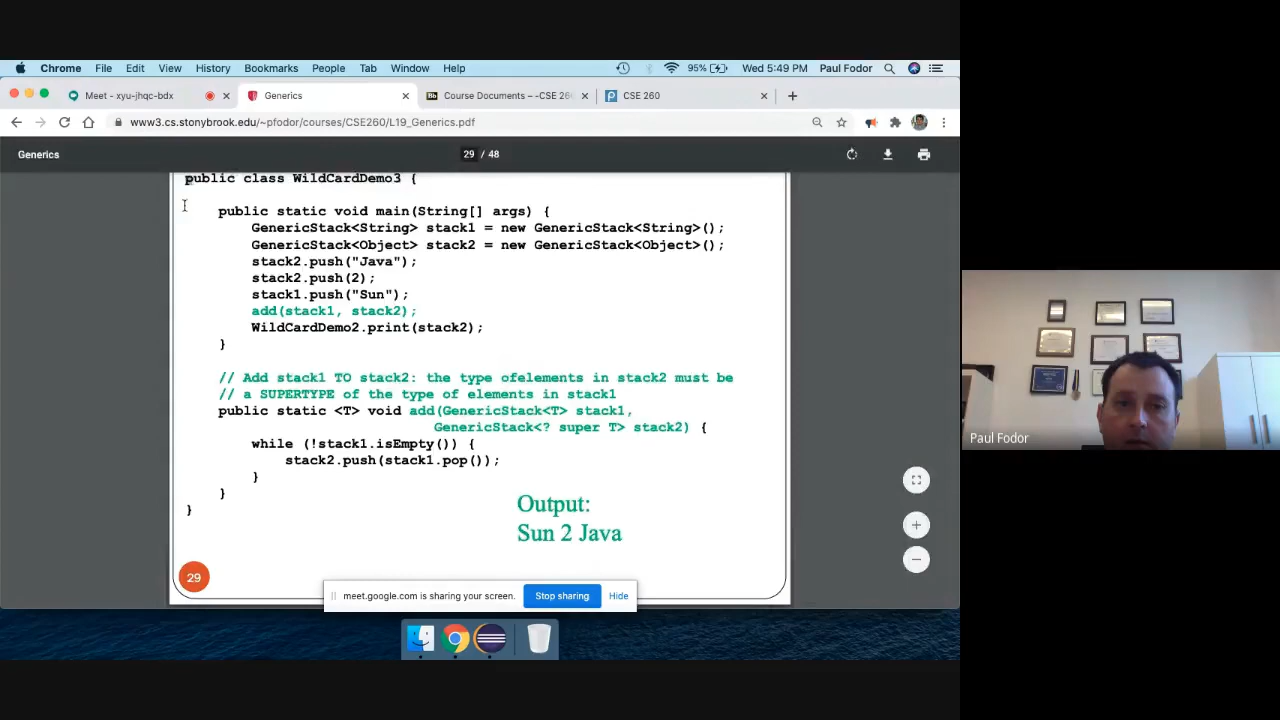 Chrome File Edit View History Bookmarks People Tab Window Help 95% Wed 5:49 PM Paul Fodor
Meet - xyu-jhqc-bdx Generics Bb Course Documents – -CSE 26 CSE 260
www3.cs.stonybrook.edu/~pfodor/courses/CSE260/L19_Generics.pdf
Generics 29 / 48
public class WildCardDemo3 {
public static void main(String[] args) {
GenericStack<String> stack1 = new GenericStack<String>();
GenericStack<Object> stack2 = new GenericStack<Object>();
stack2.push("Java");
stack2.push(2);
stack1.push("Sun");
add(stack1, stack2);
WildCardDemo2.print(stack2);
}
// Add stack1 TO stack2: the type ofelements in stack2 must be
// a SUPERTYPE of the type of elements in stack1
public static <T> void add(GenericStack<T> stack1,
GenericStack<? super T> stack2) {
while (!stack1.isEmpty()) {
stack2.push(stack1.pop());
}
}
}
Output:
Sun 2 Java
29
meet.google.com is sharing your screen. Stop sharing Hide
Paul Fodor